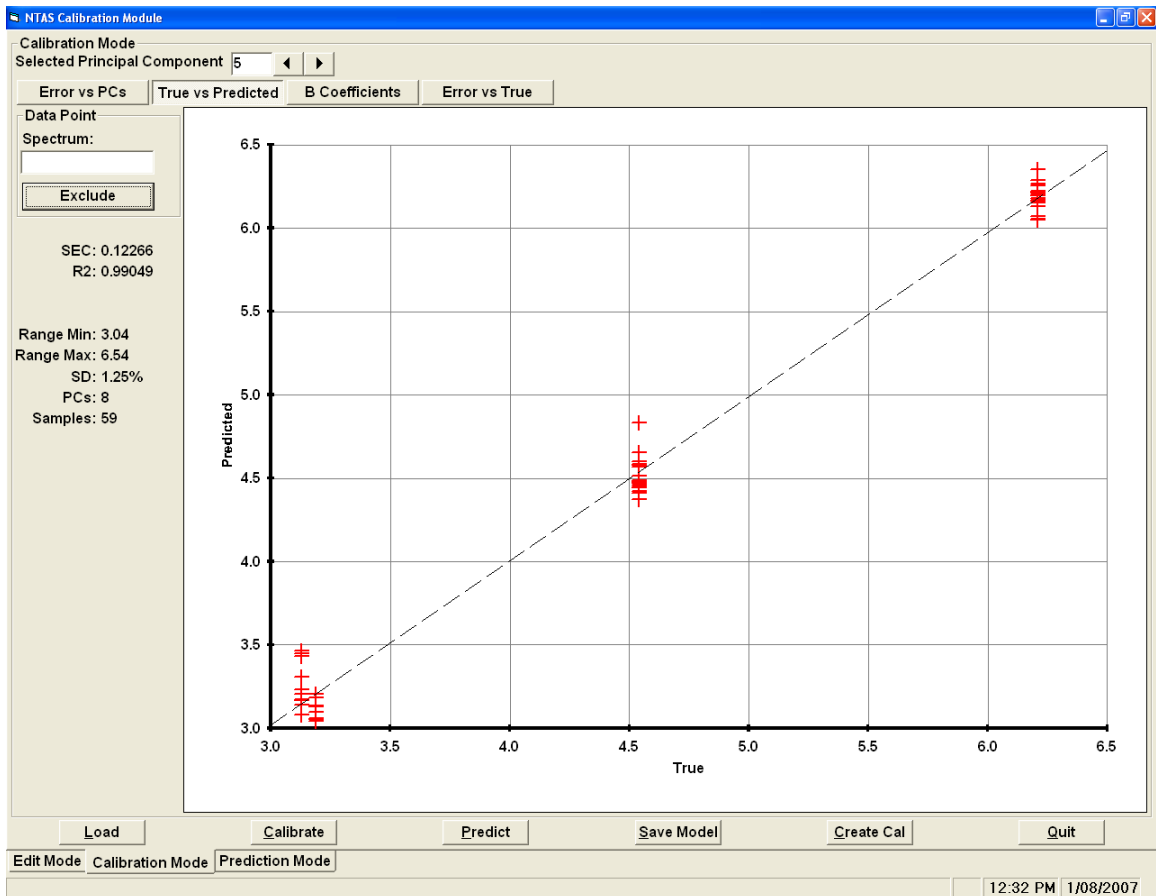 NTAS Calibration Module
Calibration Mode
Selected Principal Component 5
Error vs PCs True vs Predicted B Coefficients Error vs True
Data Point
Spectrum:
Exclude
SEC: 0.12266
R2: 0.99049
Range Min: 3.04
Range Max: 6.54
SD: 1.25%
PCs: 8
Samples: 59
6.5
6.0
5.5
5.0
4.5
4.0
3.5
3.0
Predicted
3.0 3.5 4.0 4.5 5.0 5.5 6.0 6.5
True
Load Calibrate Predict Save Model Create Cal Quit
Edit Mode Calibration Mode Prediction Mode
12:32 PM 1/08/2007